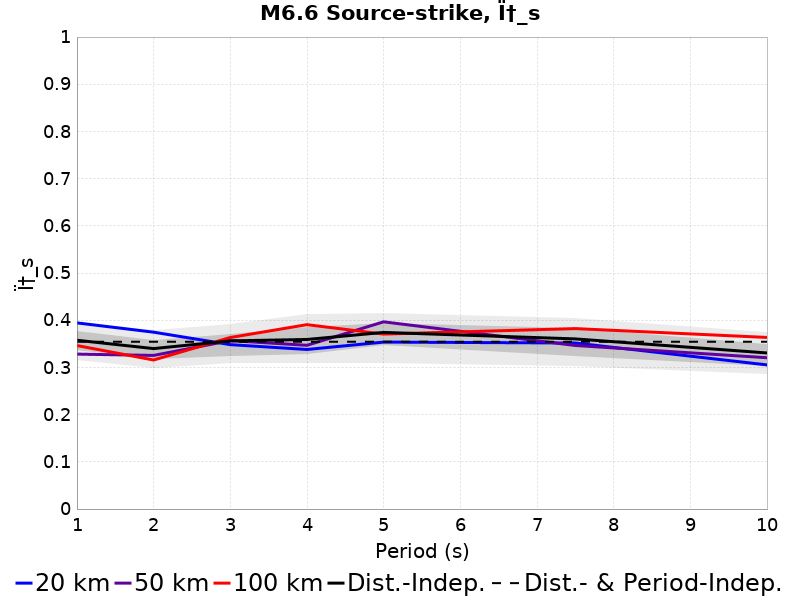 M6.6 Source-strike, Ï†_s
1
0.9
0.8
0.7
0.6
0.5
0.4
0.3
0.2
0.1
0
Ï†_s
1 2 3 4 5 6 7 8 9 10
Period (s)
20 km 50 km 100 km Dist.-Indep. Dist.- & Period-Indep.